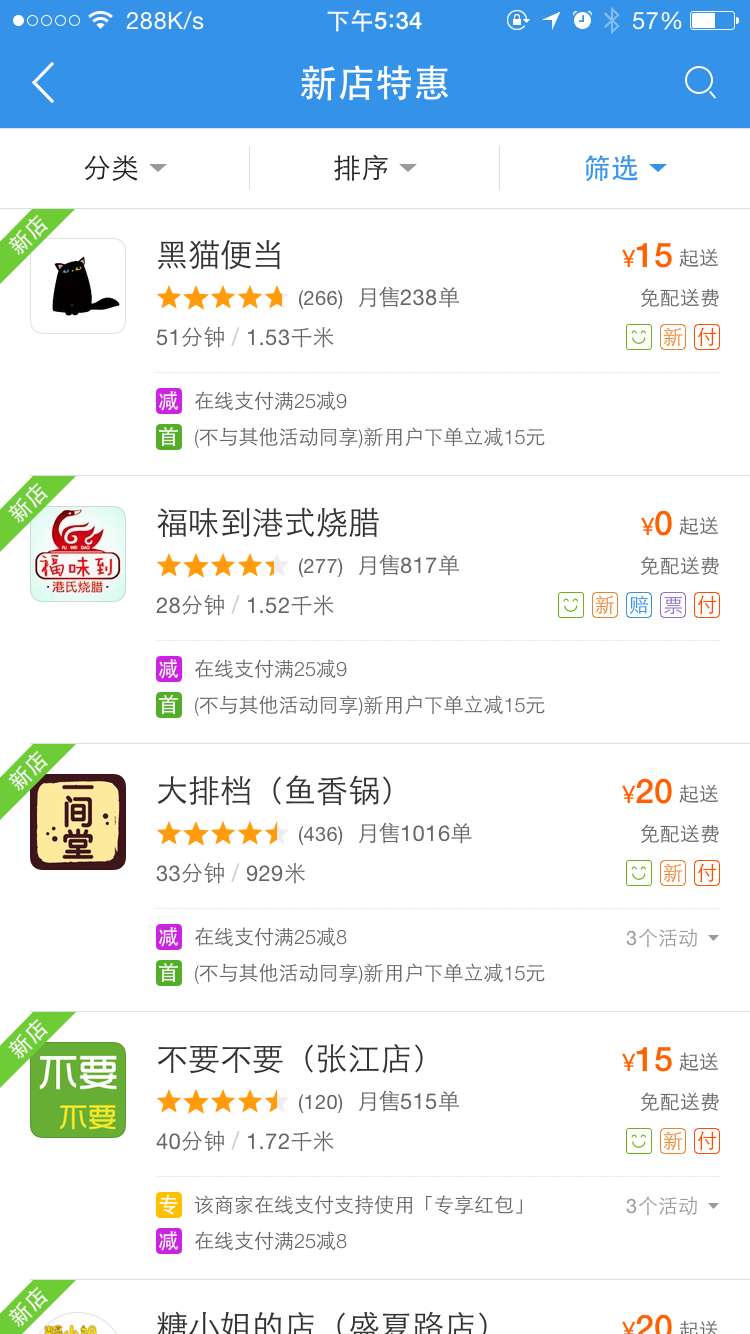 288K/s 下午5:34 57%
新店特惠
分类 排序 筛选
新店
黑猫便当 ¥15 起送
(266) 月售238单 免配送费
51分钟 / 1.53千米 新 付
减 在线支付满25减9
首 (不与其他活动同享)新用户下单立减15元
新店
FU WEI DAO
福味到
·港氏烧腊·
福味到港式烧腊 ¥0 起送
(277) 月售817单 免配送费
28分钟 / 1.52千米 新 赔 票 付
减 在线支付满25减9
首 (不与其他活动同享)新用户下单立减15元
新店
一间堂
大排档（鱼香锅） ¥20 起送
(436) 月售1016单 免配送费
33分钟 / 929米 新 付
减 在线支付满25减8 3个活动
首 (不与其他活动同享)新用户下单立减15元
新店
不要
不要
不要不要（张江店） ¥15 起送
(120) 月售515单 免配送费
40分钟 / 1.72千米 新 付
专 该商家在线支付支持使用「专享红包」 3个活动
减 在线支付满25减8
新店
糖小姐的店（盛夏路店） ¥20 起送